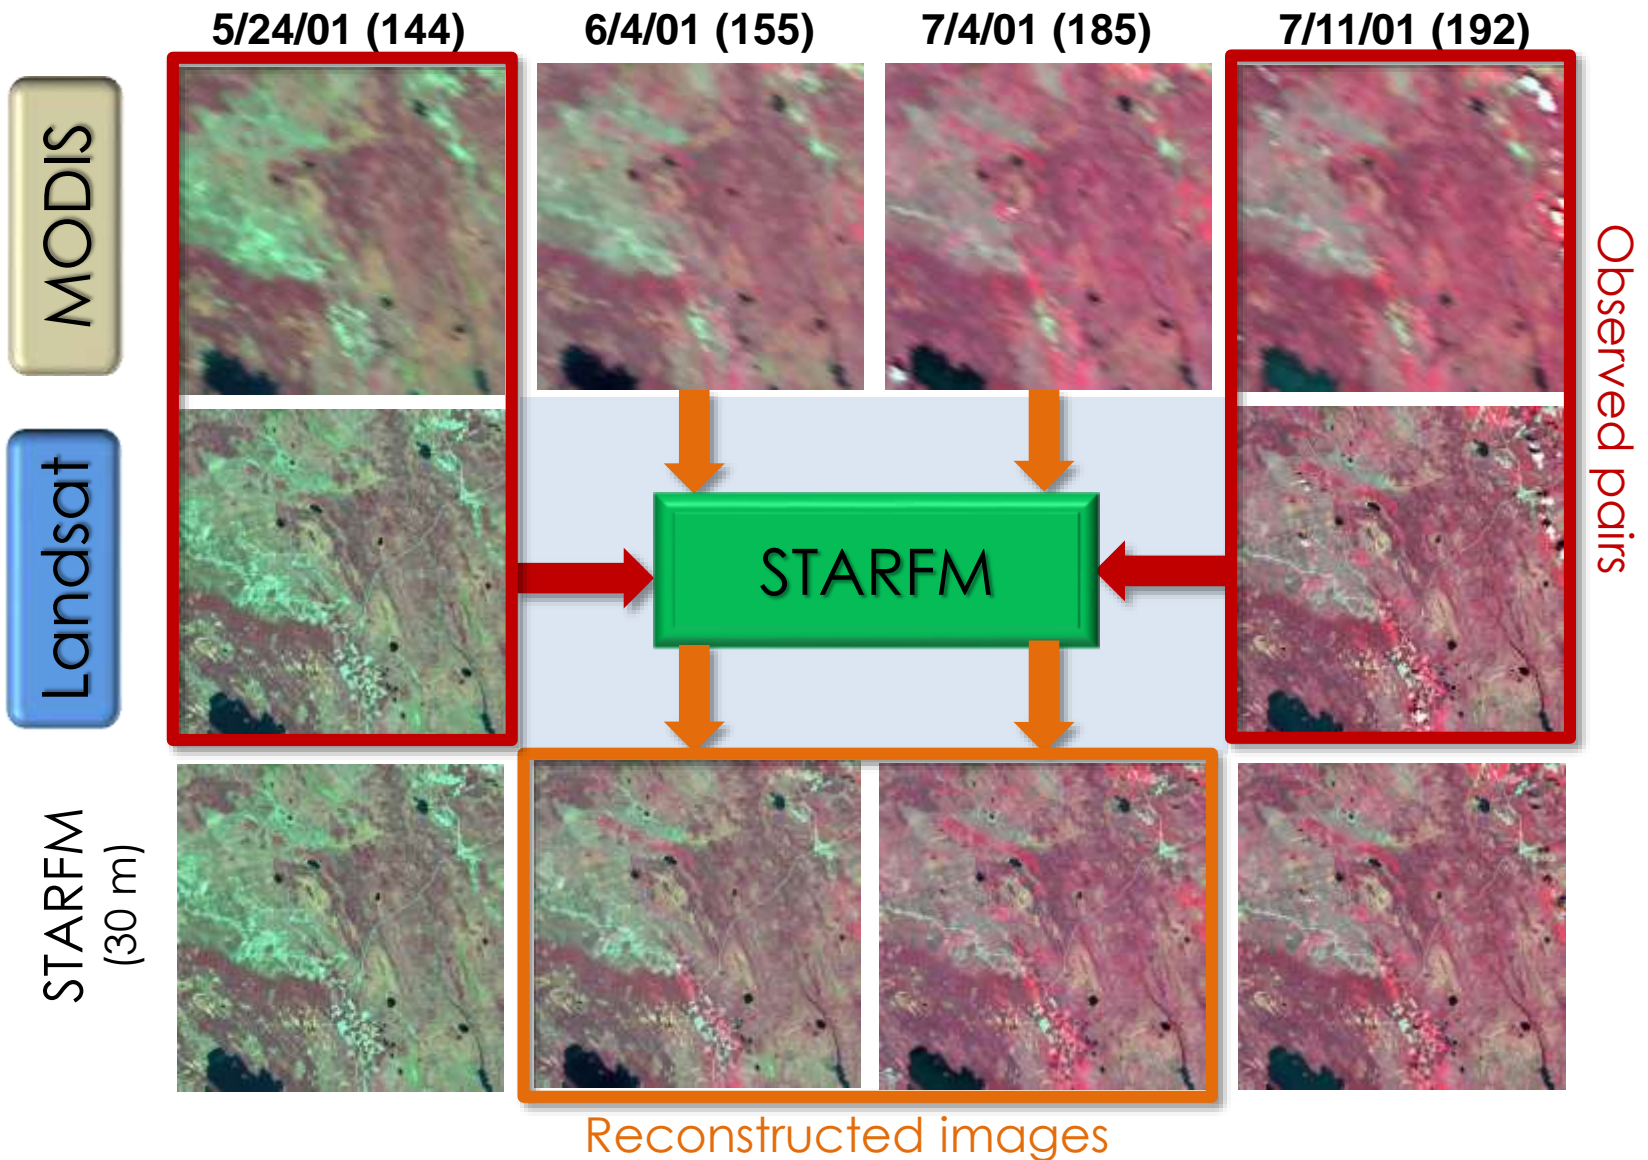 5/24/01 (144)
6/4/01 (155)
7/4/01 (185)
7/11/01 (192)
MODIS
Landsat
Observed pairs
STARFM
STARFM
(30 m)
Reconstructed images